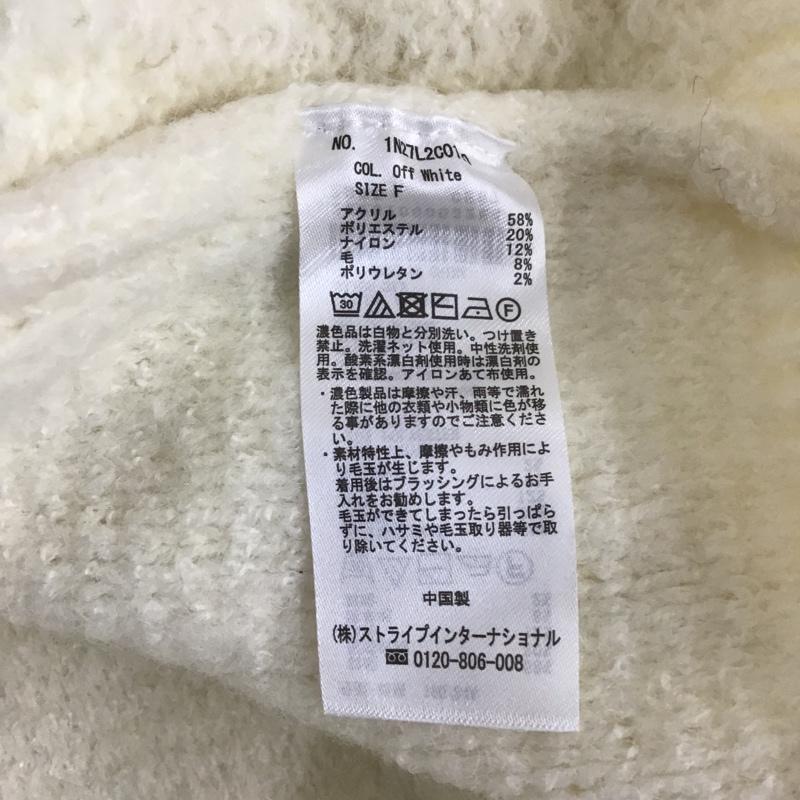 NO. 1N27L2C01
COL. Off White
SIZE F
アクリル 58%
ポリエステル 20%
ナイロン 12%
毛 8%
ポリウレタン 2%
30 F
濃色品は白物と分別洗い。つけ置き
禁止。洗濯ネット使用。中性洗剤使
用。酸素系漂白剤使用時は漂白剤の
表示を確認。アイロンあて布使用。
・濃色製品は摩擦や汗、雨等で濡れ
た際に他の衣類や小物類に色が移
る事がありますのでご注意くださ
い。
・素材特性上、摩擦やもみ作用によ
り毛玉が生じます。
着用後はブラッシングによるお手
入れをお勧めします。
毛玉ができてしまったら引っぱら
ずに、ハサミや毛玉取り器等で取
り除いてください。
中国製
(株)ストライプインターナショナル
0120-806-008